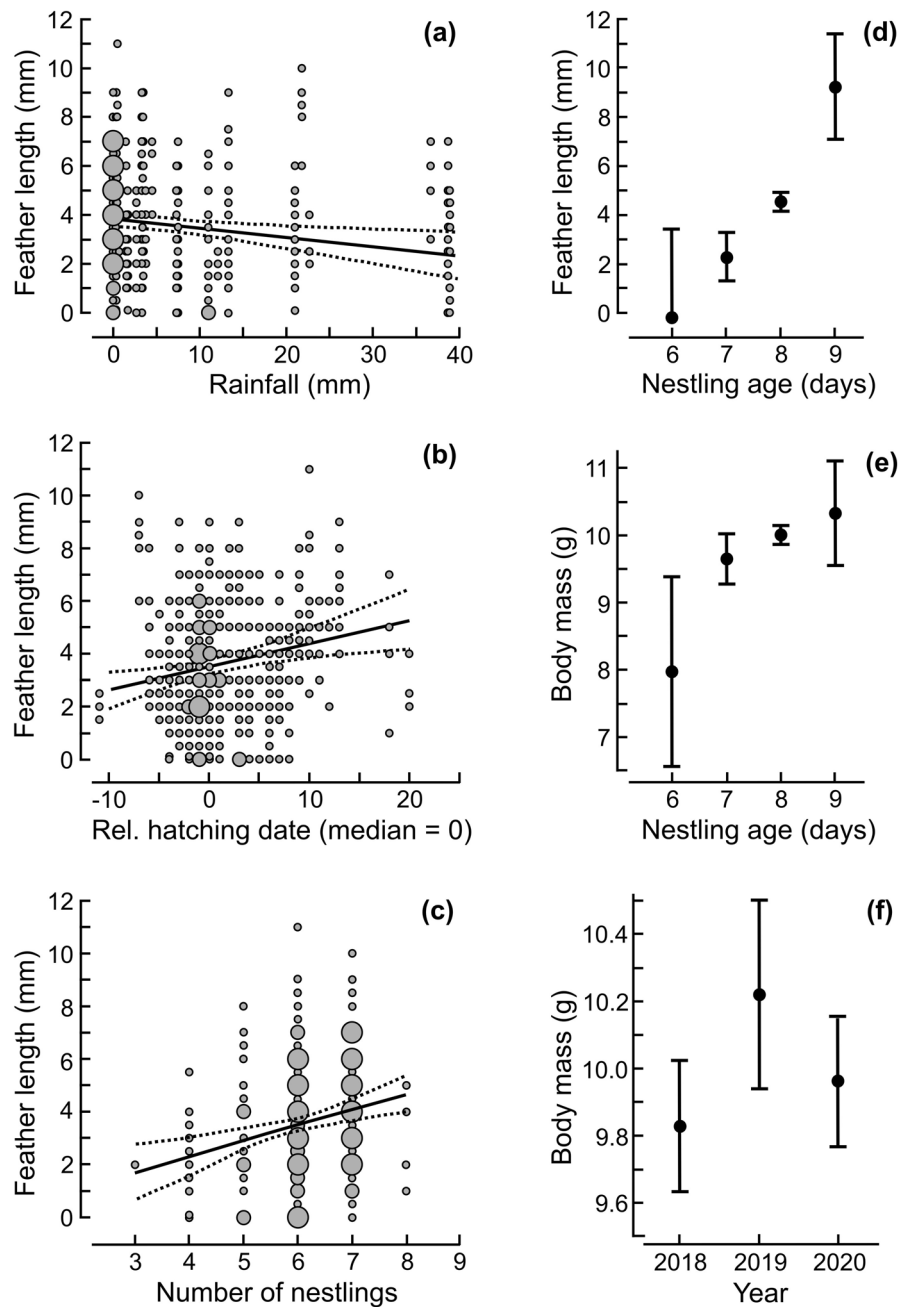 (a)
Feather length (mm)
12
10
8
6
4
2
0
0 10 20 30 40
Rainfall (mm)
(d)
Feather length (mm)
12
10
8
6
4
2
0
6 7 8 9
Nestling age (days)
(b)
Feather length (mm)
12
10
8
6
4
2
0
-10 0 10 20
Rel. hatching date (median = 0)
(e)
Body mass (g)
11
10
9
8
7
6 7 8 9
Nestling age (days)
(c)
Feather length (mm)
12
10
8
6
4
2
0
3 4 5 6 7 8 9
Number of nestlings
(f)
Body mass (g)
10.4
10.2
10.0
9.8
9.6
2018 2019 2020
Year